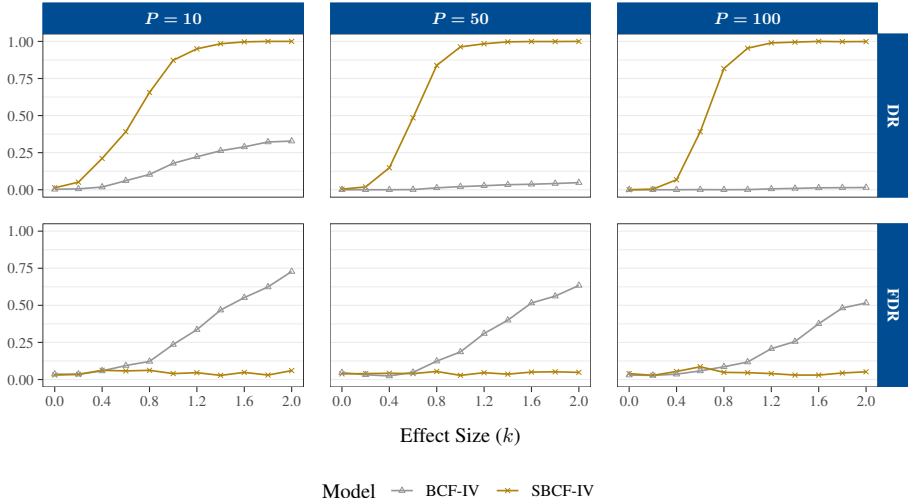 P = 10 P = 50 P = 100
1.00
0.75
0.50
0.25
0.00
DR
1.00
0.75
0.50
0.25
0.00
FDR
0.0 0.4 0.8 1.2 1.6 2.0 0.0 0.4 0.8 1.2 1.6 2.0 0.0 0.4 0.8 1.2 1.6 2.0
Effect Size (k)
Model BCF-IV SBCF-IV